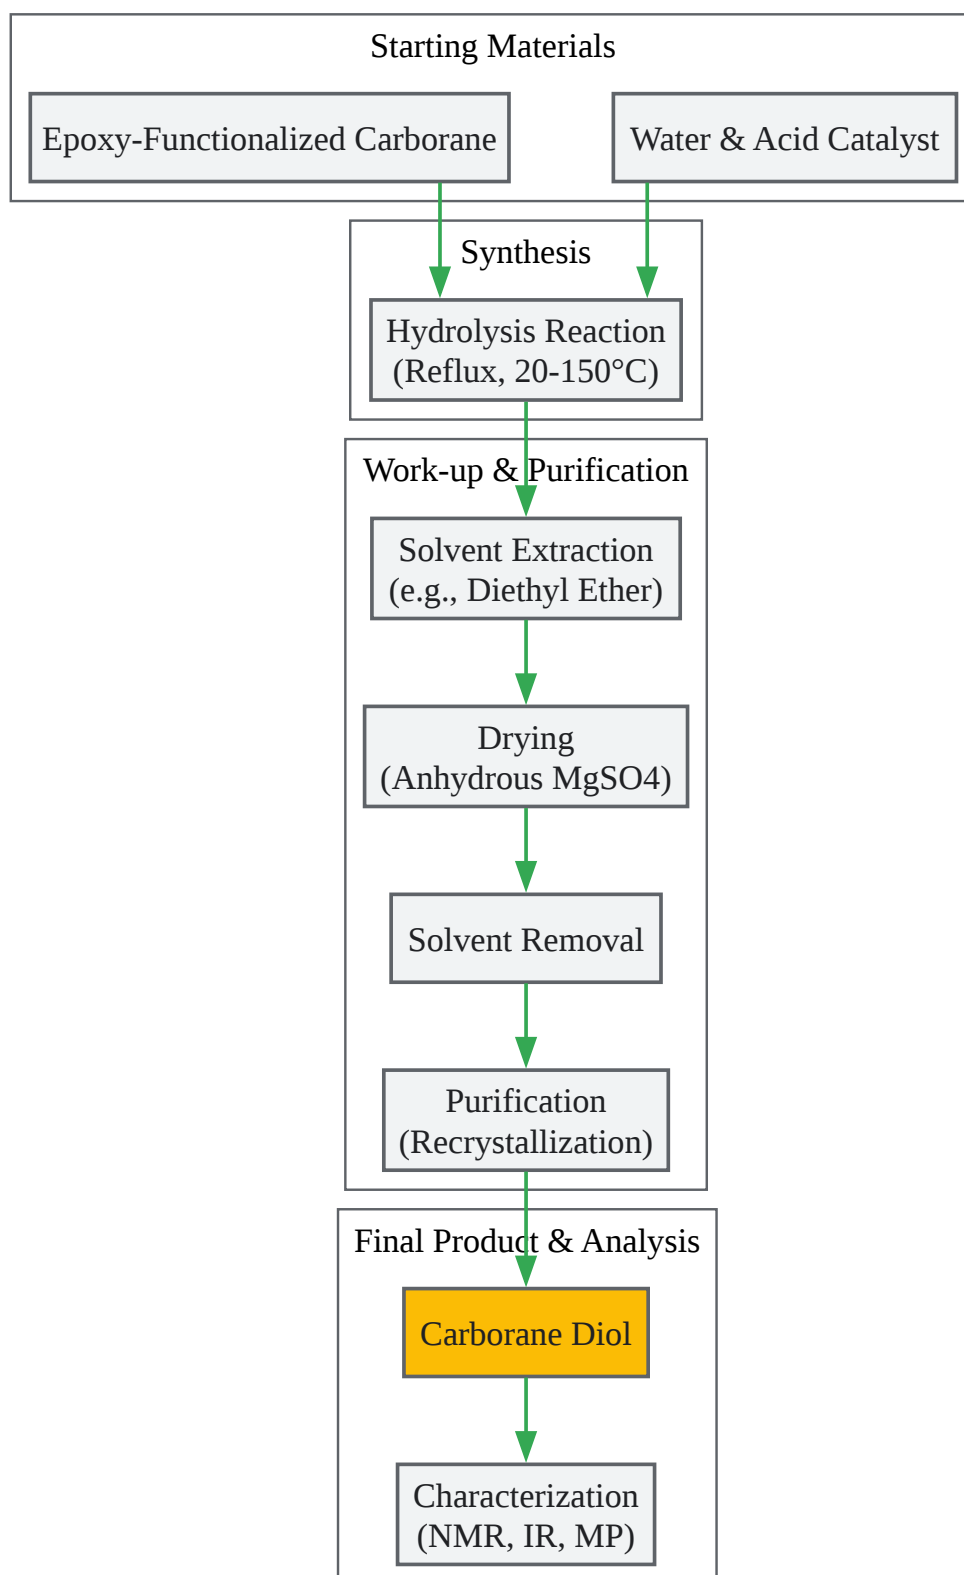 Starting Materials
Epoxy-Functionalized Carborane
Water & Acid Catalyst
Synthesis
Hydrolysis Reaction
(Reflux, 20-150°C)
Work-up & Purification
Solvent Extraction
(e.g., Diethyl Ether)
Drying
(Anhydrous MgSO4)
Solvent Removal
Purification
(Recrystallization)
Final Product & Analysis
Carborane Diol
Characterization
(NMR, IR, MP)